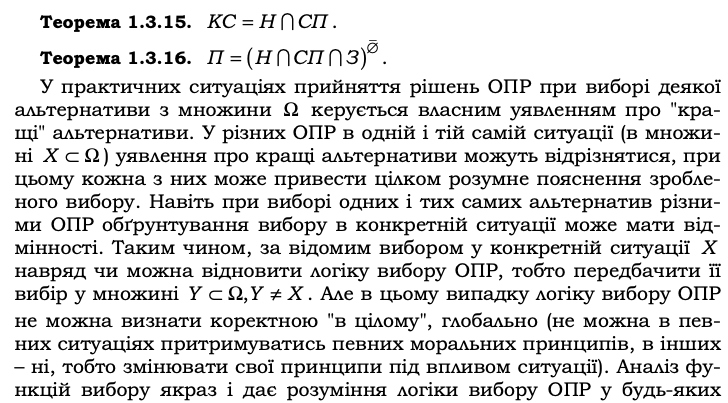 Теорема 1.3.15. КС = Н ⋂ СП .
Теорема 1.3.16. П = (Н ⋂ СП ⋂ З)^∅̄ .
У практичних ситуаціях прийняття рішень ОПР при виборі деякої
альтернативи з множини Ω керується власним уявленням про "кра-
щі" альтернативи. У різних ОПР в одній і тій самій ситуації (в множи-
ні X ⊂ Ω) уявлення про кращі альтернативи можуть відрізнятися, при
цьому кожна з них може привести цілком розумне пояснення зробле-
ного вибору. Навіть при виборі одних і тих самих альтернатив різни-
ми ОПР обґрунтування вибору в конкретній ситуації може мати від-
мінності. Таким чином, за відомим вибором у конкретній ситуації X
навряд чи можна відновити логіку вибору ОПР, тобто передбачити її
вибір у множині Y ⊂ Ω, Y ≠ X . Але в цьому випадку логіку вибору ОПР
не можна визнати коректною "в цілому", глобально (не можна в пев-
них ситуаціях притримуватись певних моральних принципів, в інших
– ні, тобто змінювати свої принципи під впливом ситуації). Аналіз фу-
нкцій вибору якраз і дає розуміння логіки вибору ОПР у будь-яких